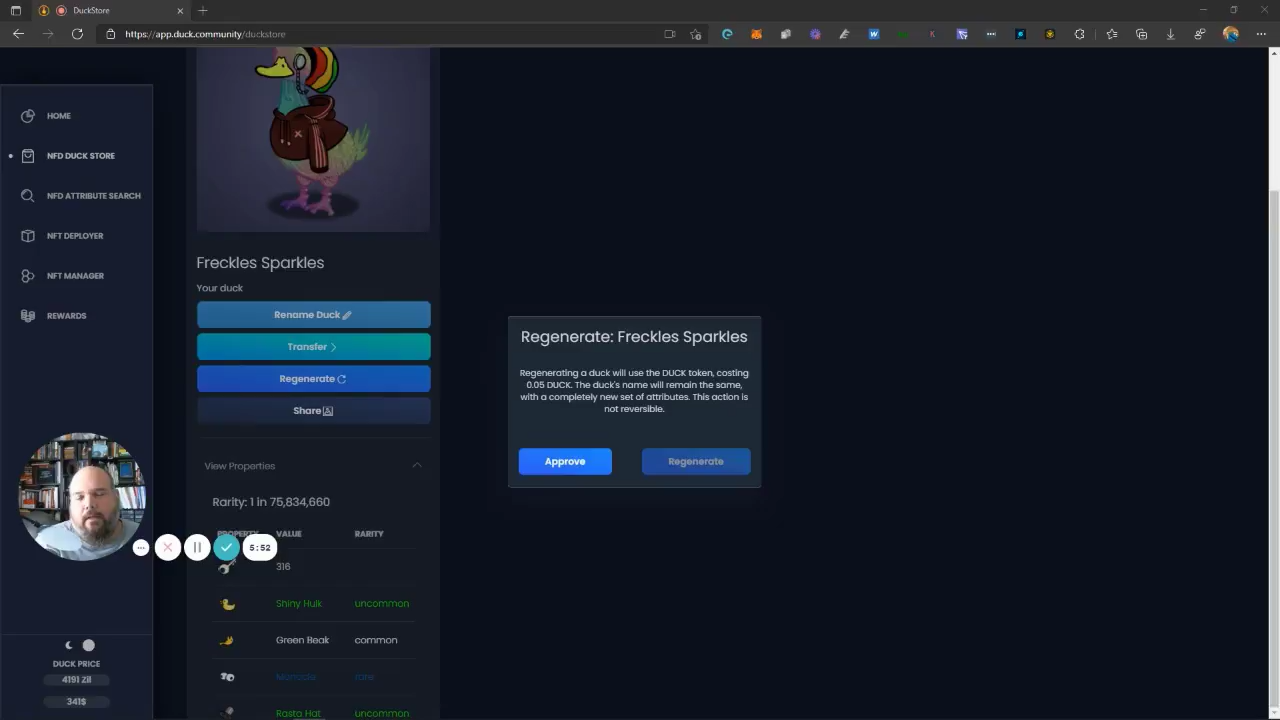 DuckStore
https://app.duck.community/duckstore
HOME
NFD DUCK STORE
NFD ATTRIBUTE SEARCH
NFT DEPLOYER
NFT MANAGER
REWARDS
DUCK PRICE
4191 Zil
341$
Freckles Sparkles
Your duck
Rename Duck
Transfer
Regenerate
Share
View Properties
Rarity: 1 in 75,834,660
PROPERTY VALUE RARITY
316
Shiny Hulk uncommon
Green Beak common
Monocle rare
Rasta Hat uncommon
5:52
Regenerate: Freckles Sparkles
Regenerating a duck will use the DUCK token, costing
0.05 DUCK. The duck's name will remain the same,
with a completely new set of attributes. This action is
not reversible.
Approve Regenerate